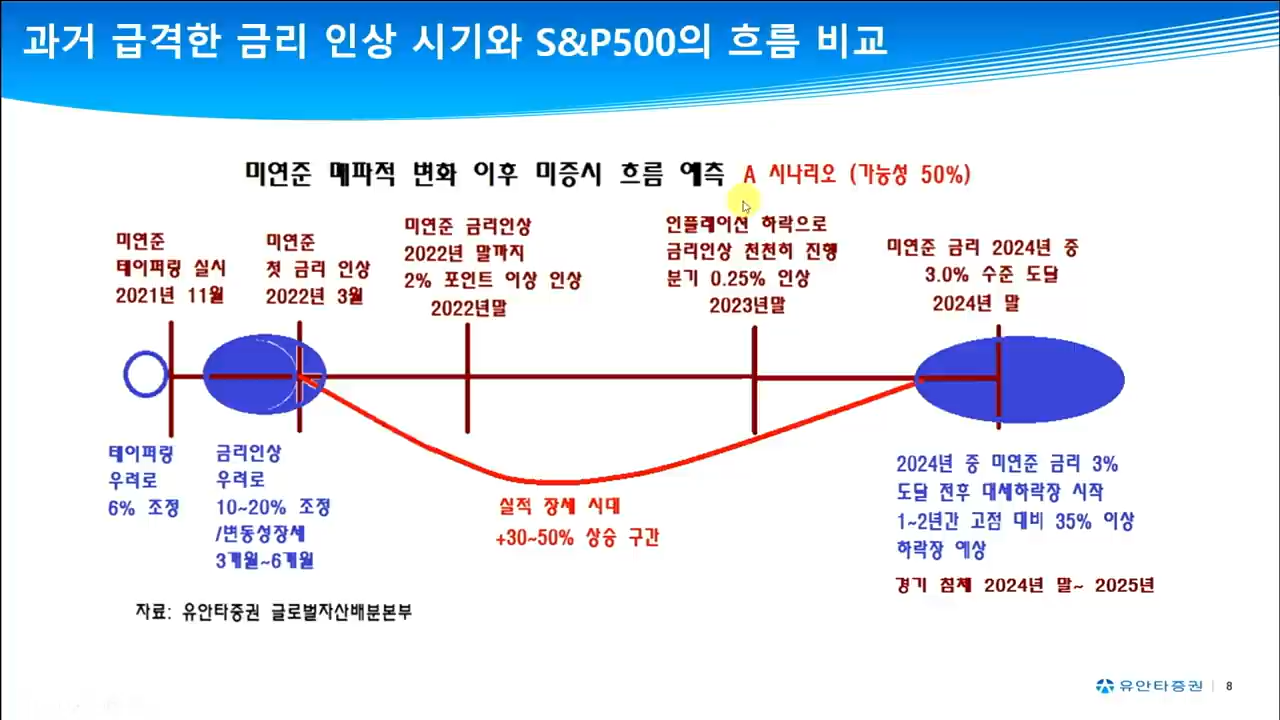 과거 급격한 금리 인상 시기와 S&P500의 흐름 비교
미연준 매파적 변화 이후 미증시 흐름 예측 A 시나리오 (가능성 50%)
미연준
테이퍼링 실시
2021년 11월
미연준
첫 금리 인상
2022년 3월
미연준 금리인상
2022년 말까지
2% 포인트 이상 인상
2022년말
인플레이션 하락으로
금리인상 천천히 진행
분기 0.25% 인상
2023년말
미연준 금리 2024년 중
3.0% 수준 도달
2024년 말
테이퍼링
우려로
6% 조정
금리인상
우려로
10~20% 조정
/변동성장세
3개월~6개월
실적 장세 시대
+30~50% 상승 구간
2024년 중 미연준 금리 3%
도달 전후 대세하락장 시작
1~2년간 고점 대비 35% 이상
하락장 예상
경기 침체 2024년 말~ 2025년
자료: 유안타증권 글로벌자산배분본부
유안타증권 | 8